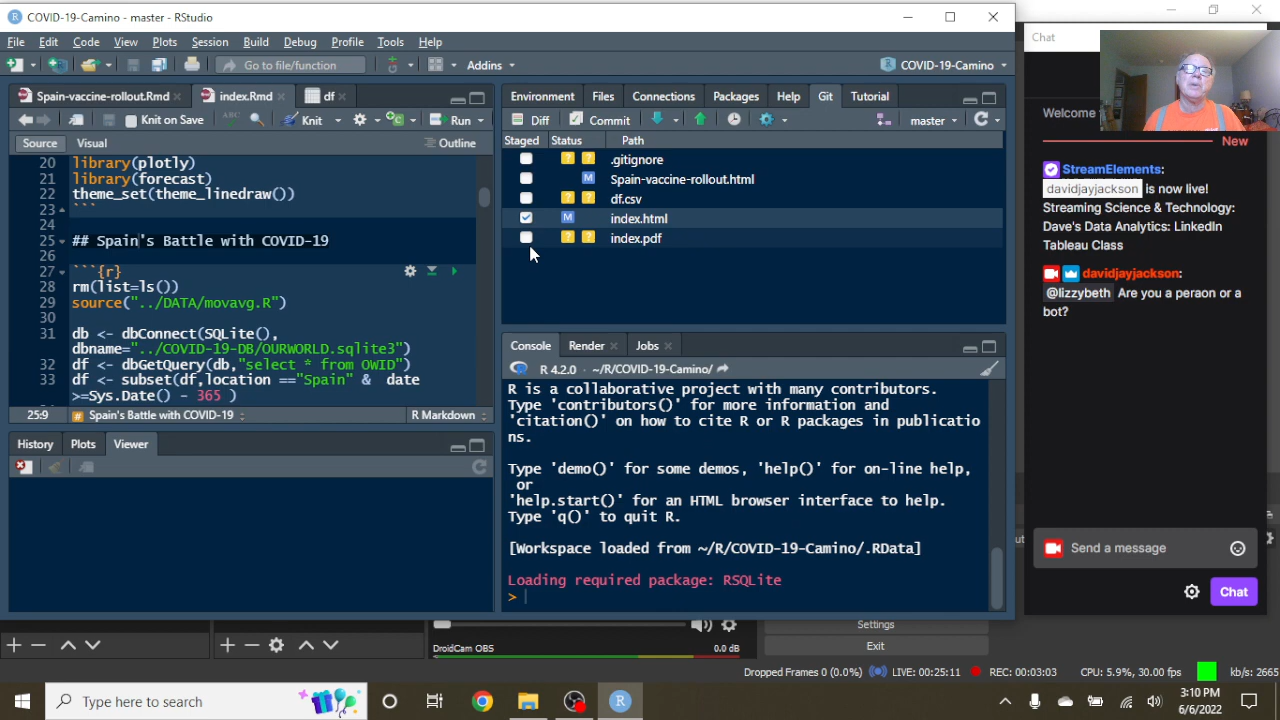 COVID-19-Camino - master - RStudio
File Edit Code View Plots Session Build Debug Profile Tools Help
Go to file/function Addins COVID-19-Camino
Spain-vaccine-rollout.Rmd index.Rmd df
Knit on Save Knit Run
Source Visual Outline
20 library(plotly)
21 library(forecast)
22 theme_set(theme_linedraw())
23 ```
24
25 ## Spain's Battle with COVID-19
26
27 ```{r}
28 rm(list=ls())
29 source("../DATA/movavg.R")
30
31 db <- dbConnect(SQLite(),
dbname="../COVID-19-DB/OURWORLD.sqlite3")
32 df <- dbGetQuery(db,"select * from OWID")
33 df <- subset(df,location =="Spain" & date
>=Sys.Date() - 365 )
25:9 # Spain's Battle with COVID-19 R Markdown
History Plots Viewer
Environment Files Connections Packages Help Git Tutorial
Diff Commit master
Staged Status Path
? ? .gitignore
M Spain-vaccine-rollout.html
? ? df.csv
M index.html
? ? index.pdf
Console Render Jobs
R 4.2.0 · ~/R/COVID-19-Camino/
R is a collaborative project with many contributors.
Type 'contributors()' for more information and
'citation()' on how to cite R or R packages in publicatio
ns.
Type 'demo()' for some demos, 'help()' for on-line help,
or
'help.start()' for an HTML browser interface to help.
Type 'q()' to quit R.
[Workspace loaded from ~/R/COVID-19-Camino/.RData]
Loading required package: RSQLite
>
Chat
Welcome
New
StreamElements:
davidjayjackson is now live!
Streaming Science & Technology:
Dave's Data Analytics: LinkEdin
Tableau Class
davidjayjackson:
@lizzybeth Are you a peraon or a
bot?
Send a message
Chat
Settings
Exit
DroidCam OBS 0.0 dB
Dropped Frames 0 (0.0%) LIVE: 00:25:11 REC: 00:03:03 CPU: 5.9%, 30.00 fps kb/s: 2665
Type here to search
3:10 PM
6/6/2022